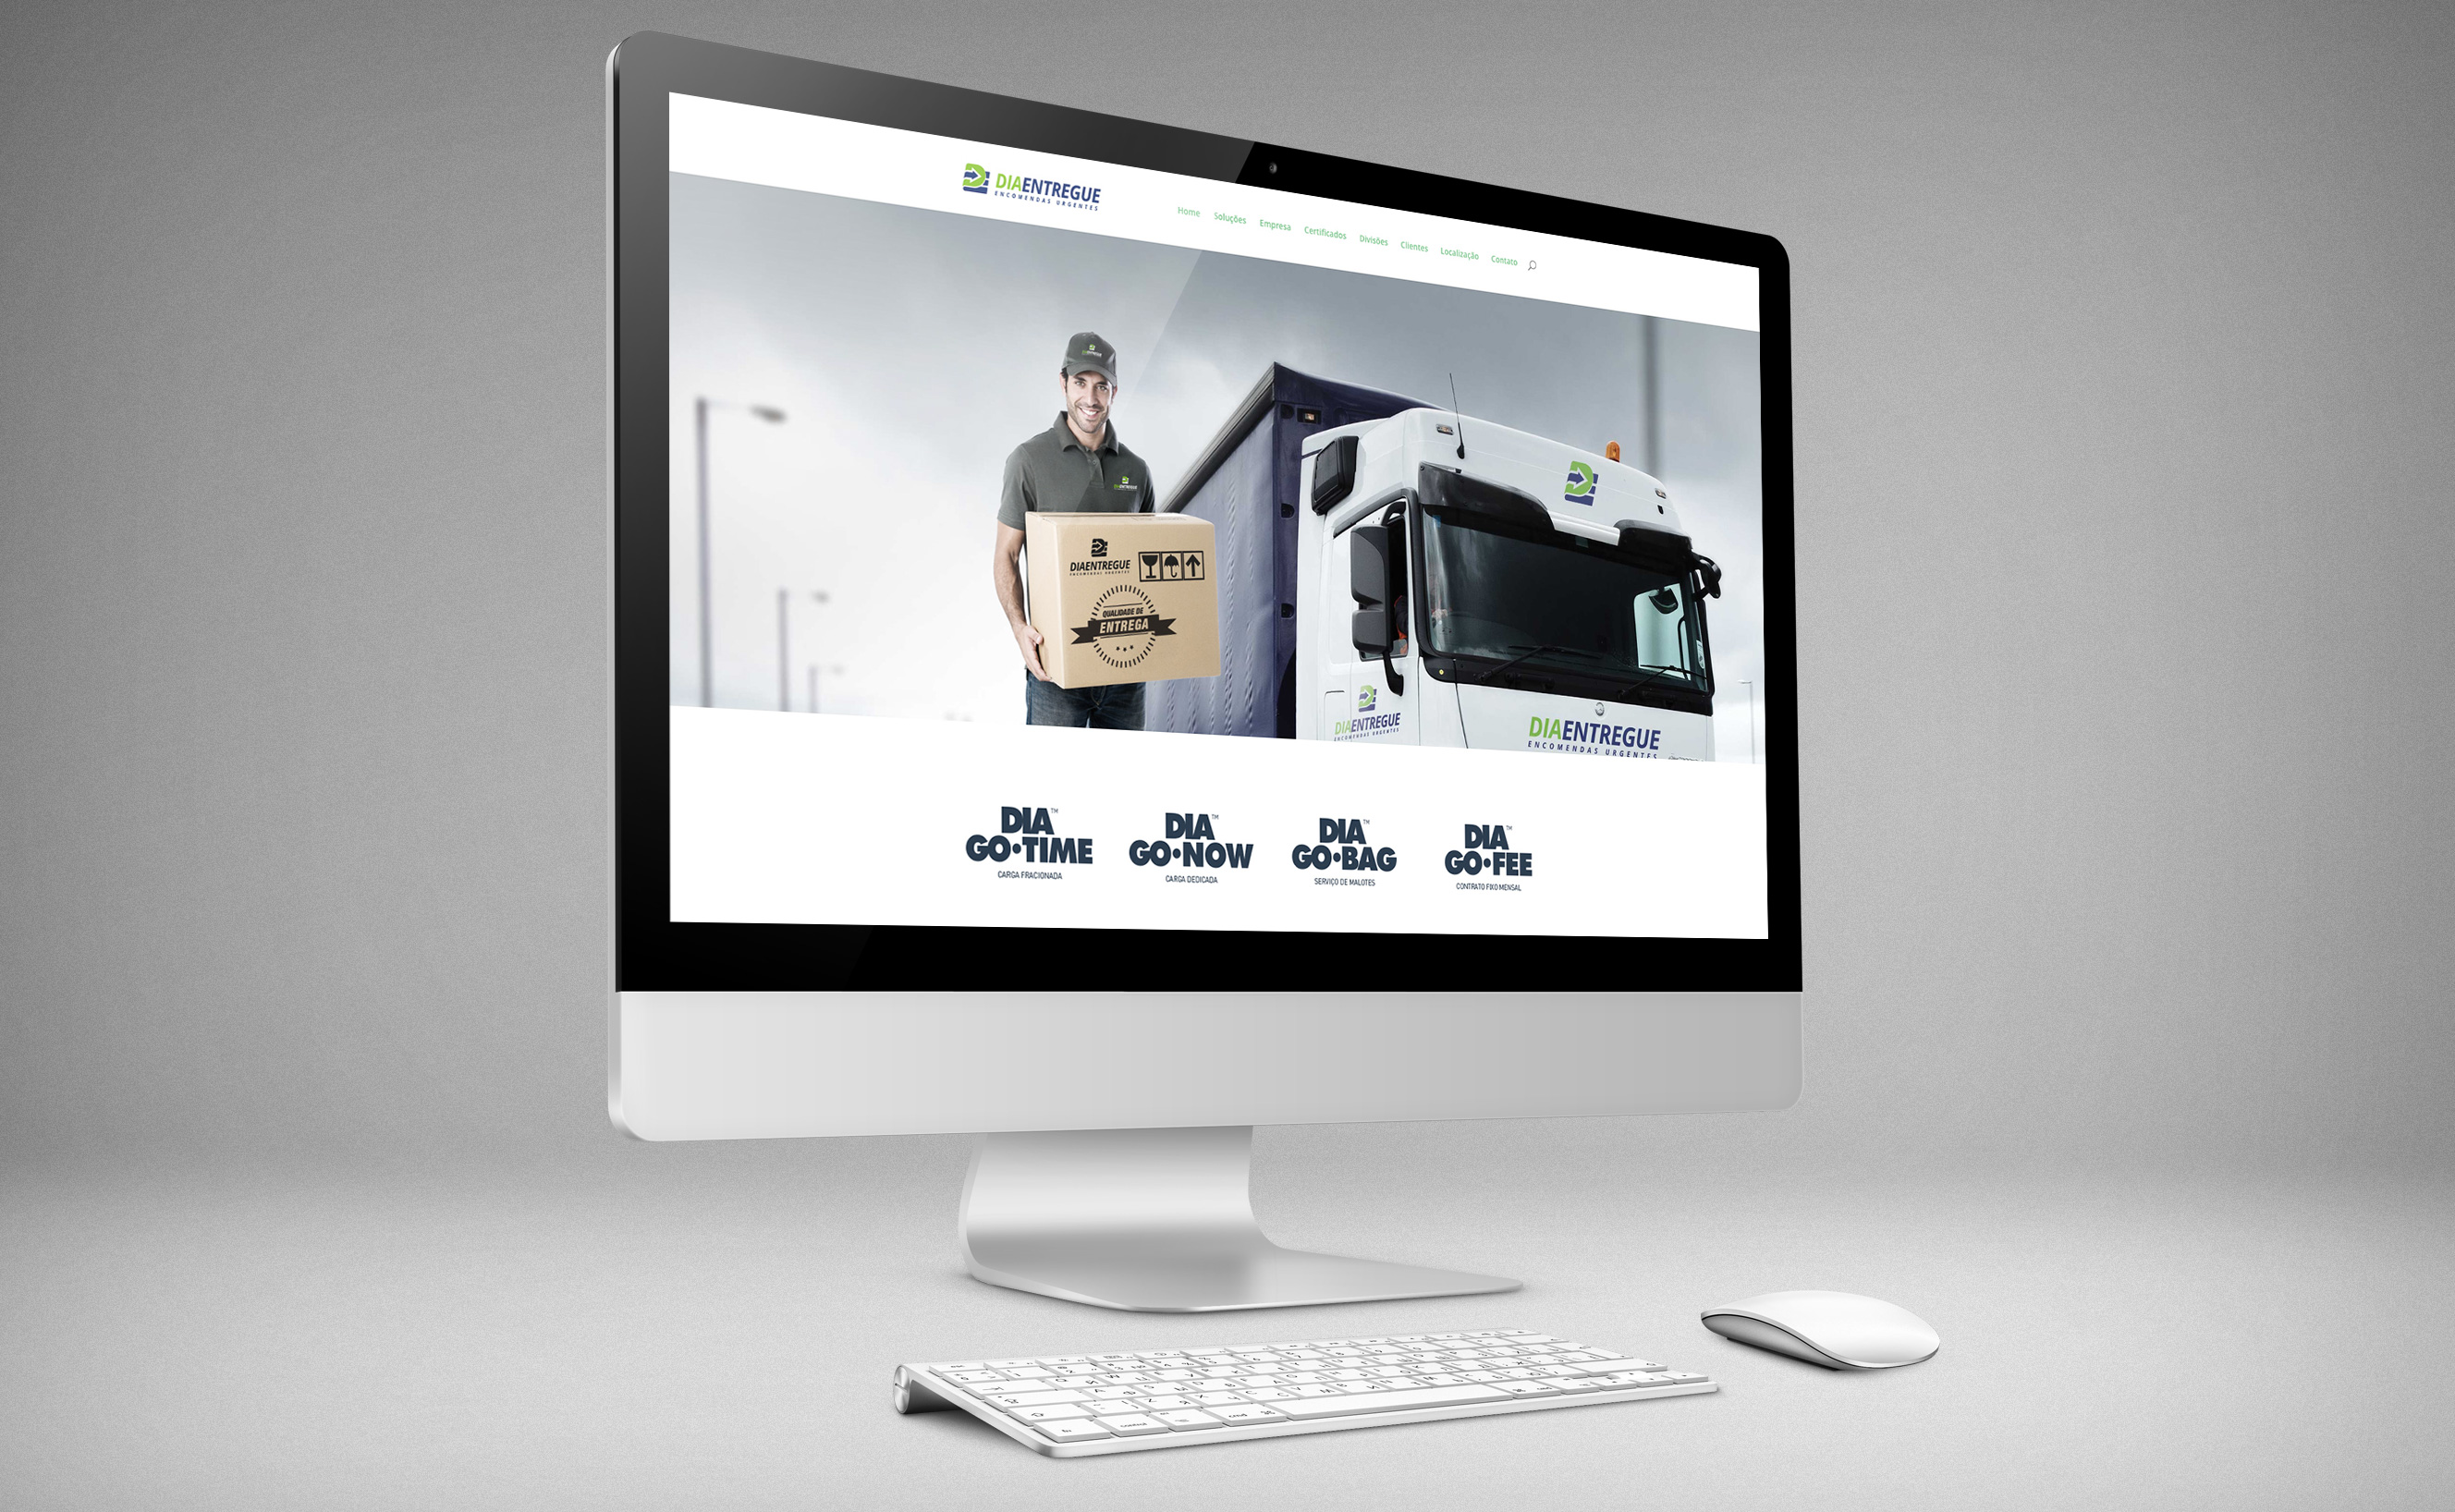 DIAENTREGUE
ENCOMENDAS URGENTES
Home Soluções Empresa Certificados Divisões Clientes Localização Contato
DIAENTREGUE
ENCOMENDAS URGENTES
QUALIDADE DE
ENTREGA
DIAENTREGUE
ENCOMENDAS URGENTES
DIAENTREGUE
ENCOMENDAS URGENTES
DIA™
GO•TIME
CARGA FRACIONADA
DIA™
GO•NOW
CARGA DEDICADA
DIA™
GO•BAG
SERVIÇO DE MALOTES
DIA™
GO•FEE
CONTRATO FIXO MENSAL